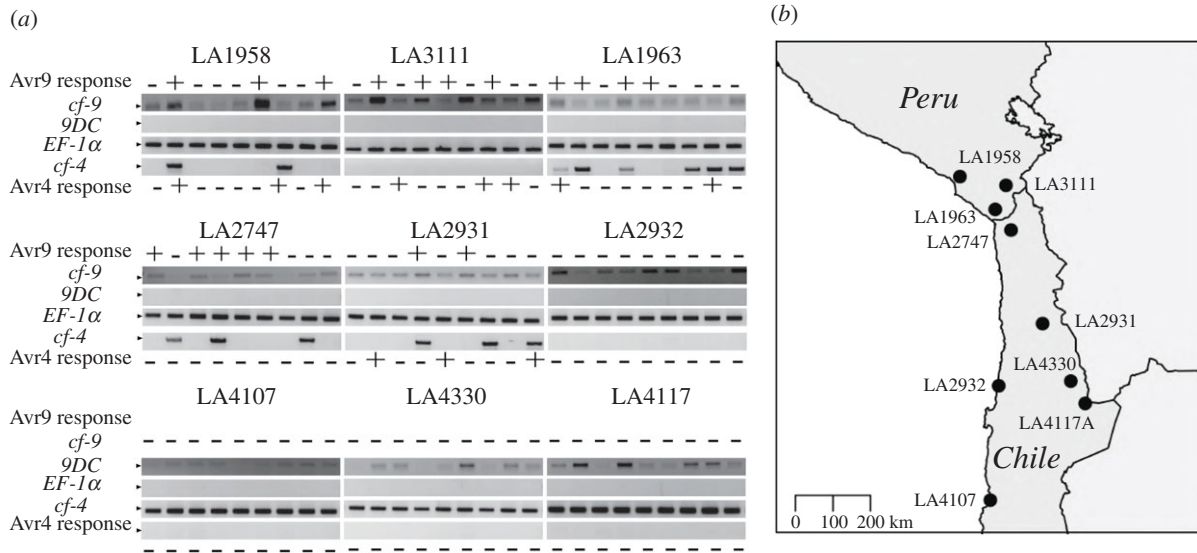 (a)
LA1958 LA3111 LA1963
Avr9 response - + - - - + - - + - + - + + - + - - + + - + + - - -
cf-9
9DC
EF-1α
cf-4
Avr4 response
LA2747 LA2931 LA2932
Avr9 response + - + + + + - - - - - - + - + - - -
cf-9
9DC
EF-1α
cf-4
Avr4 response
LA4107 LA4330 LA4117
Avr9 response
cf-9
9DC
EF-1α
cf-4
Avr4 response
(b)
Peru
LA1958
LA3111
LA1963
LA2747
LA2931
LA4330
LA2932
LA4117A
Chile
LA4107
0 100 200 km